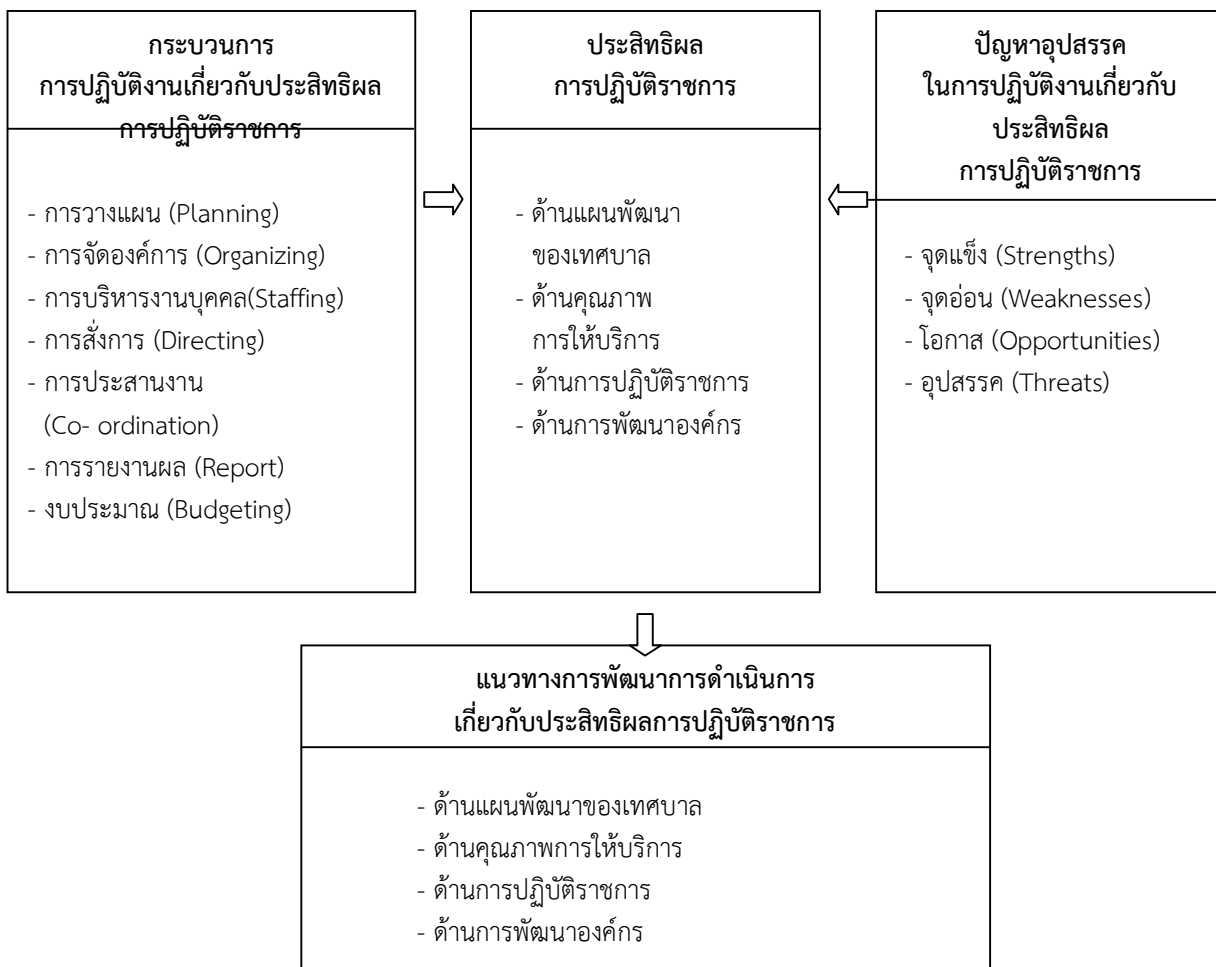 กระบวนการ
การปฏิบัติงานเกี่ยวกับประสิทธิผล
การปฏิบัติราชการ
- การวางแผน (Planning)
- การจัดองค์การ (Organizing)
- การบริหารงานบุคคล(Staffing)
- การสั่งการ (Directing)
- การประสานงาน
(Co- ordination)
- การรายงานผล (Report)
- งบประมาณ (Budgeting)
ประสิทธิผล
การปฏิบัติราชการ
- ด้านแผนพัฒนา
ของเทศบาล
- ด้านคุณภาพ
การให้บริการ
- ด้านการปฏิบัติราชการ
- ด้านการพัฒนาองค์กร
ปัญหาอุปสรรค
ในการปฏิบัติงานเกี่ยวกับ
ประสิทธิผล
การปฏิบัติราชการ
- จุดแข็ง (Strengths)
- จุดอ่อน (Weaknesses)
- โอกาส (Opportunities)
- อุปสรรค (Threats)
แนวทางการพัฒนาการดำเนินการ
เกี่ยวกับประสิทธิผลการปฏิบัติราชการ
- ด้านแผนพัฒนาของเทศบาล
- ด้านคุณภาพการให้บริการ
- ด้านการปฏิบัติราชการ
- ด้านการพัฒนาองค์กร